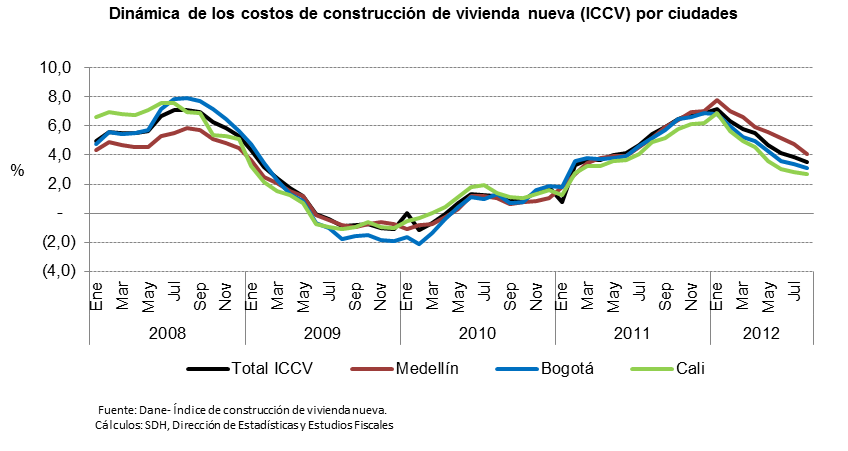 Dinámica de los costos de construcción de vivienda nueva (ICCV) por ciudades
10,0
8,0
6,0
4,0
2,0
-
(2,0)
(4,0)
%
Ene Mar May Jul Sep Nov Ene Mar May Jul Sep Nov Ene Mar May Jul Sep Nov Ene Mar May Jul Sep Nov Ene Mar May Jul
2008 2009 2010 2011 2012
Total ICCV Medellín Bogotá Cali
Fuente: Dane- Índice de construcción de vivienda nueva.
Cálculos: SDH, Dirección de Estadísticas y Estudios Fiscales